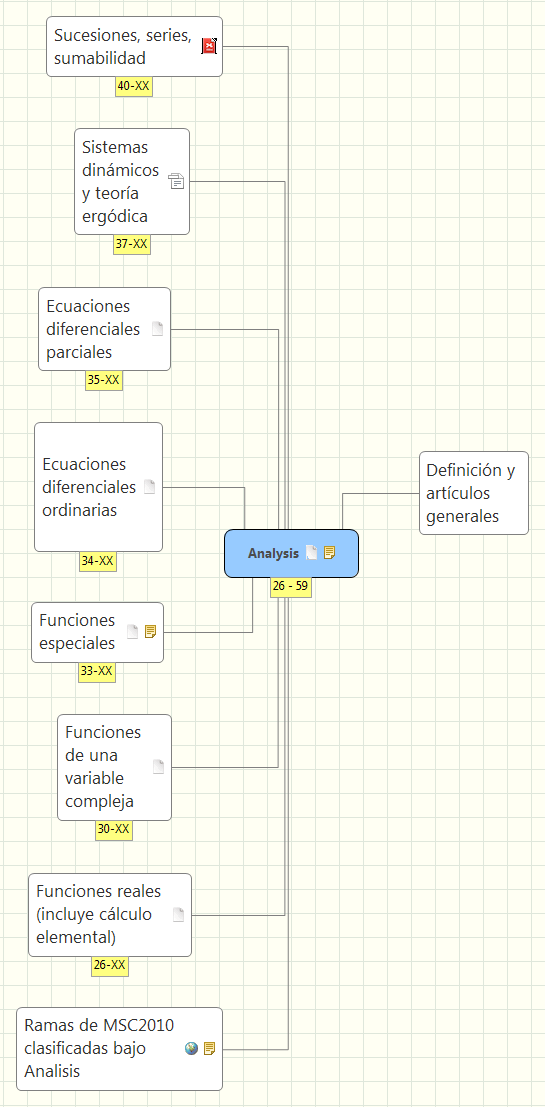 Sucesiones, series,
sumabilidad
40-XX
Sistemas
dinámicos
y teoría
ergódica
37-XX
Ecuaciones
diferenciales
parciales
35-XX
Ecuaciones
diferenciales
ordinarias
34-XX
Definición y
artículos
generales
Analysis
26 - 59
Funciones
especiales
33-XX
Funciones
de una
variable
compleja
30-XX
Funciones reales
(incluye cálculo
elemental)
26-XX
Ramas de MSC2010
clasificadas bajo
Analisis